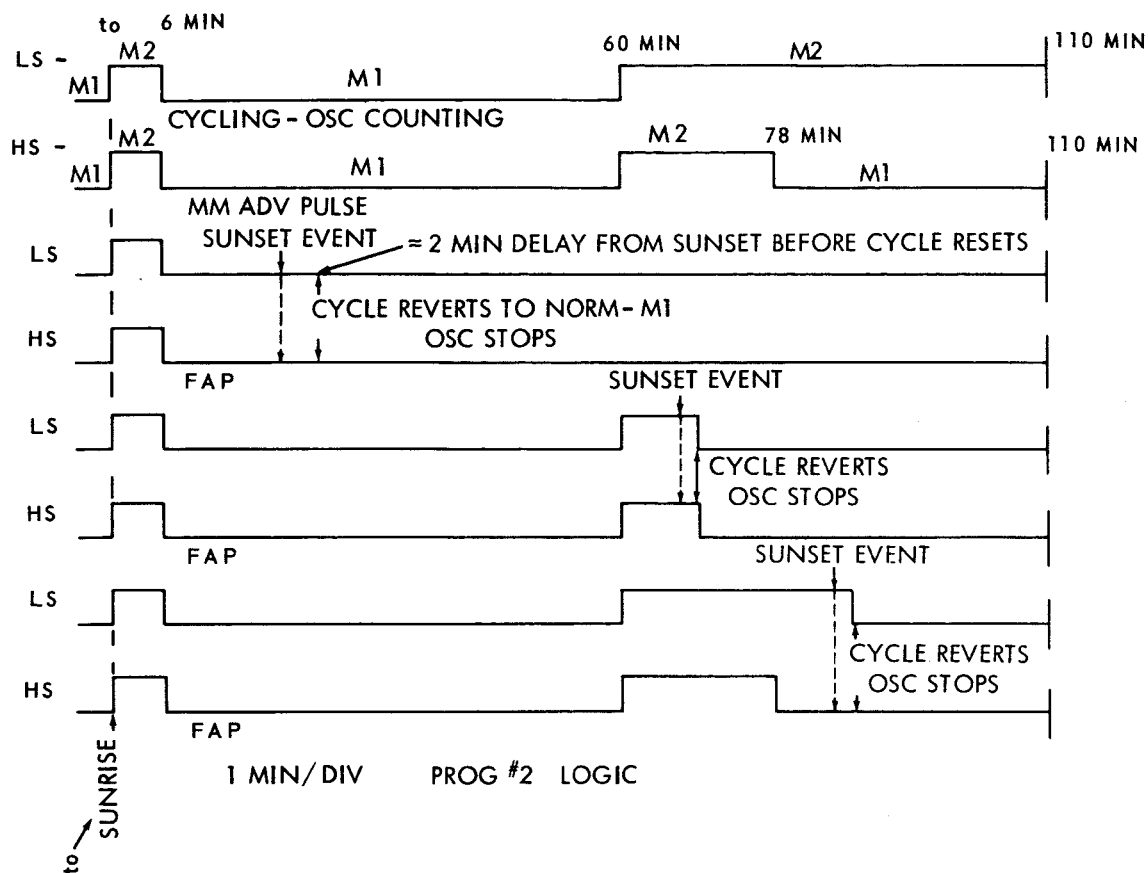 to 6 MIN
LS - M1 M2 M1 60 MIN M2 110 MIN
CYCLING - OSC COUNTING
HS - M1 M2 M1 M2 78 MIN M1 110 MIN
MM ADV PULSE
SUNSET EVENT ≈ 2 MIN DELAY FROM SUNSET BEFORE CYCLE RESETS
LS
CYCLE REVERTS TO NORM - M1
OSC STOPS
HS
FAP
SUNSET EVENT
LS
CYCLE REVERTS
OSC STOPS
HS
FAP
SUNSET EVENT
LS
CYCLE REVERTS
OSC STOPS
HS
FAP
1 MIN/DIV PROG #2 LOGIC
to SUNRISE